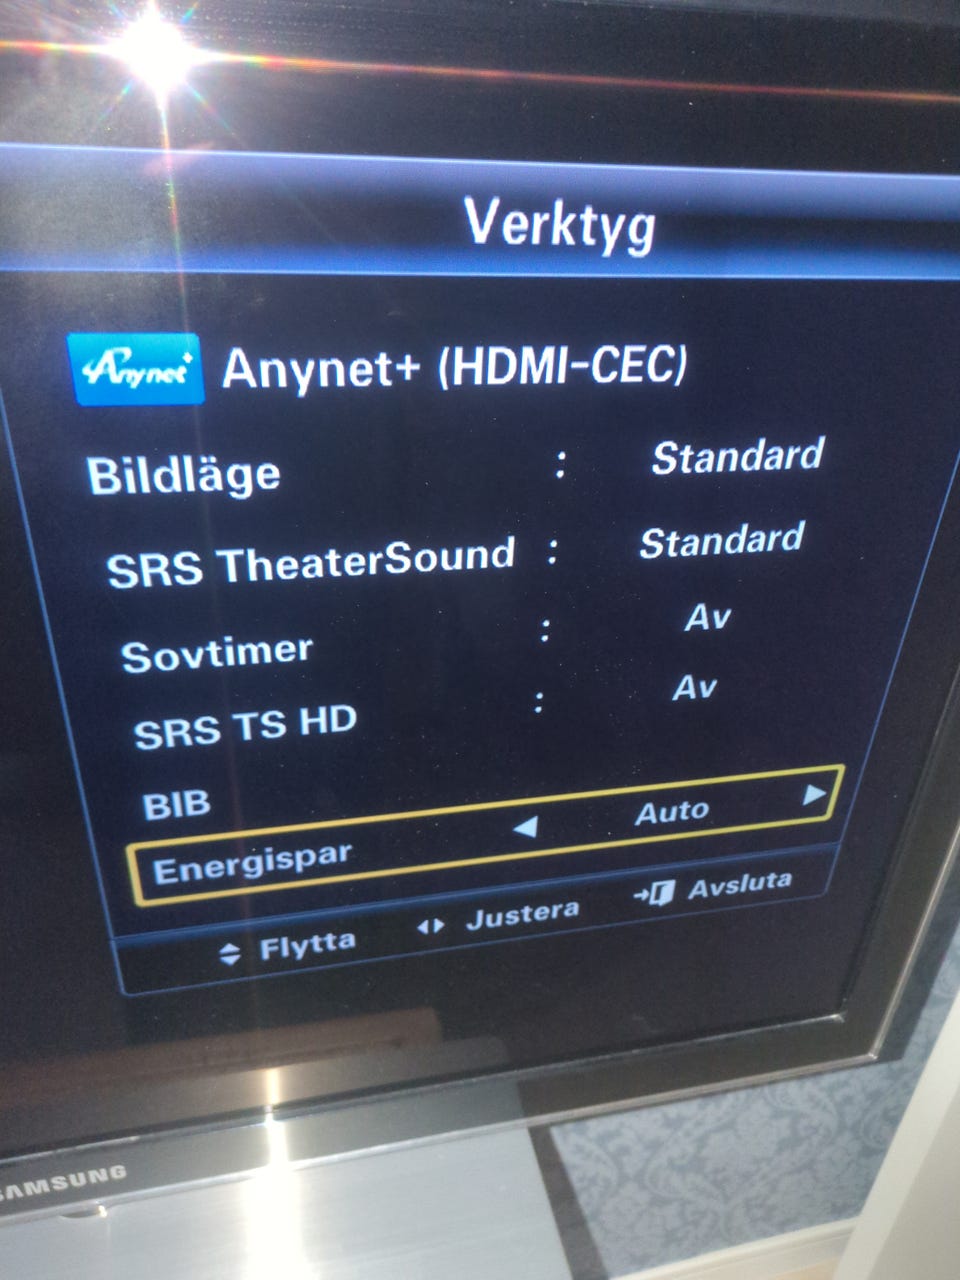 Verktyg
Anynet+ Anynet+ (HDMI-CEC)
Bildläge : Standard
SRS TheaterSound : Standard
Sovtimer : Av
SRS TS HD : Av
BIB
Energispar ◀ Auto ▶
Flytta Justera Avsluta
SAMSUNG